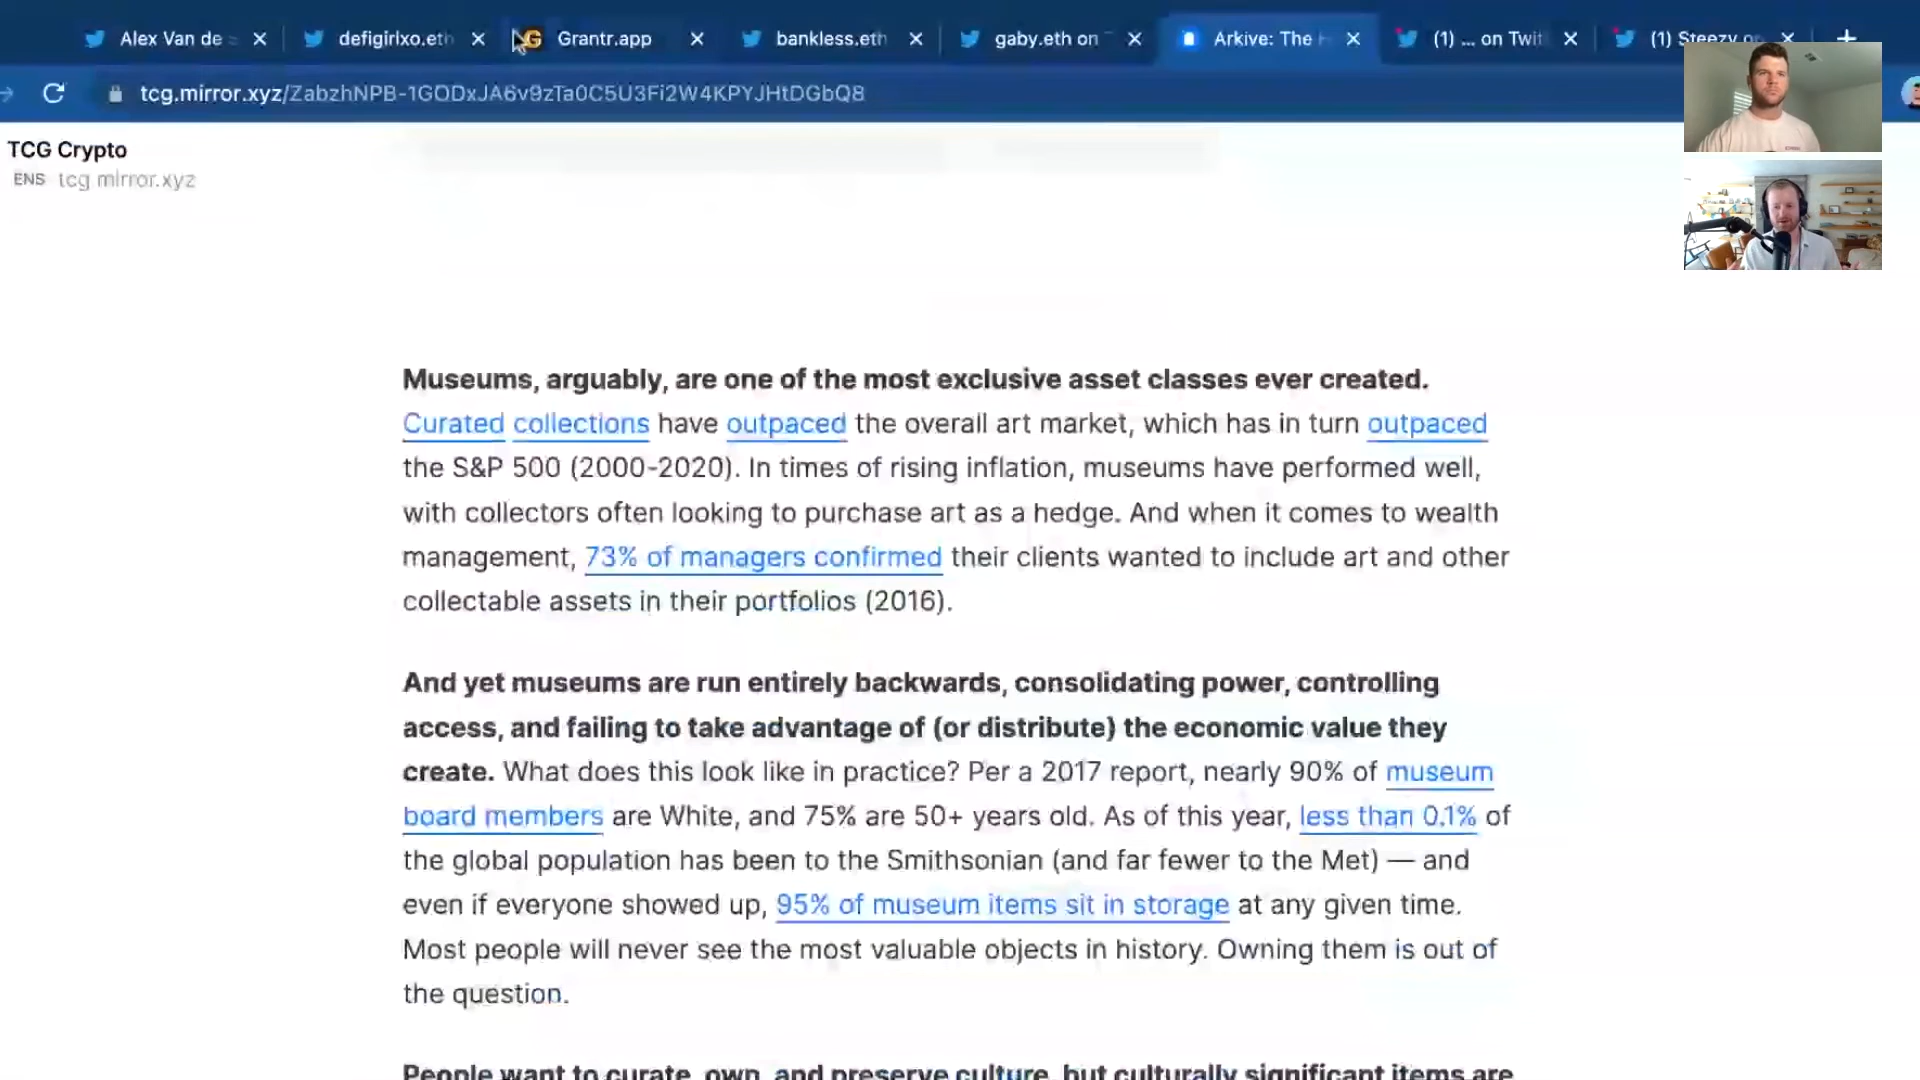 Alex Van de
defigirlxo.eth
Grantr.app
bankless.eth
gaby.eth on
Arkive: The
(1) ... on Twit
(1) Steezy
tcg.mirror.xyz/ZabzhNPB-1GODxJA6v9zTa0C5U3Fi2W4KPYJHtDGbQ8
TCG Crypto
ENS tcg mirror.xyz
Museums, arguably, are one of the most exclusive asset classes ever created.
Curated collections have outpaced the overall art market, which has in turn outpaced
the S&P 500 (2000-2020). In times of rising inflation, museums have performed well,
with collectors often looking to purchase art as a hedge. And when it comes to wealth
management, 73% of managers confirmed their clients wanted to include art and other
collectable assets in their portfolios (2016).
And yet museums are run entirely backwards, consolidating power, controlling
access, and failing to take advantage of (or distribute) the economic value they
create. What does this look like in practice? Per a 2017 report, nearly 90% of museum
board members are White, and 75% are 50+ years old. As of this year, less than 0.1% of
the global population has been to the Smithsonian (and far fewer to the Met) — and
even if everyone showed up, 95% of museum items sit in storage at any given time.
Most people will never see the most valuable objects in history. Owning them is out of
the question.
People want to curate, own, and preserve culture, but culturally significant items are